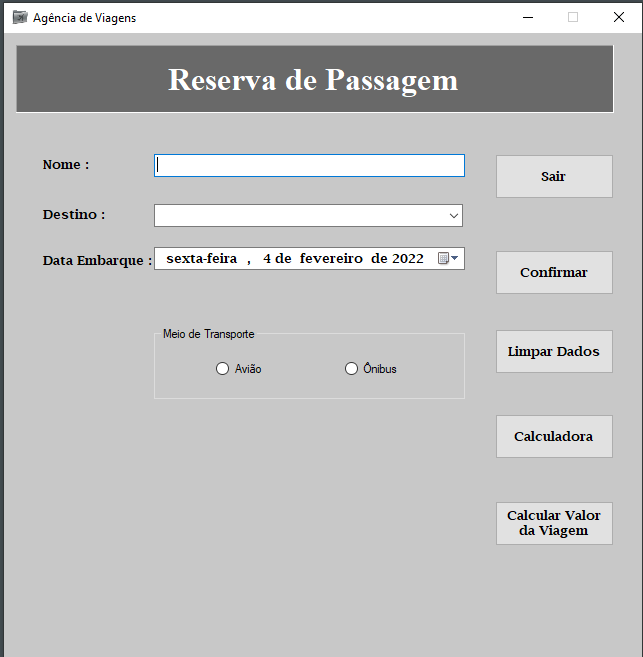 Agência de Viagens
Reserva de Passagem
Nome :
Sair
Destino :
Data Embarque :
sexta-feira , 4 de fevereiro de 2022
Confirmar
Meio de Transporte
Avião
Ônibus
Limpar Dados
Calculadora
Calcular Valor
da Viagem